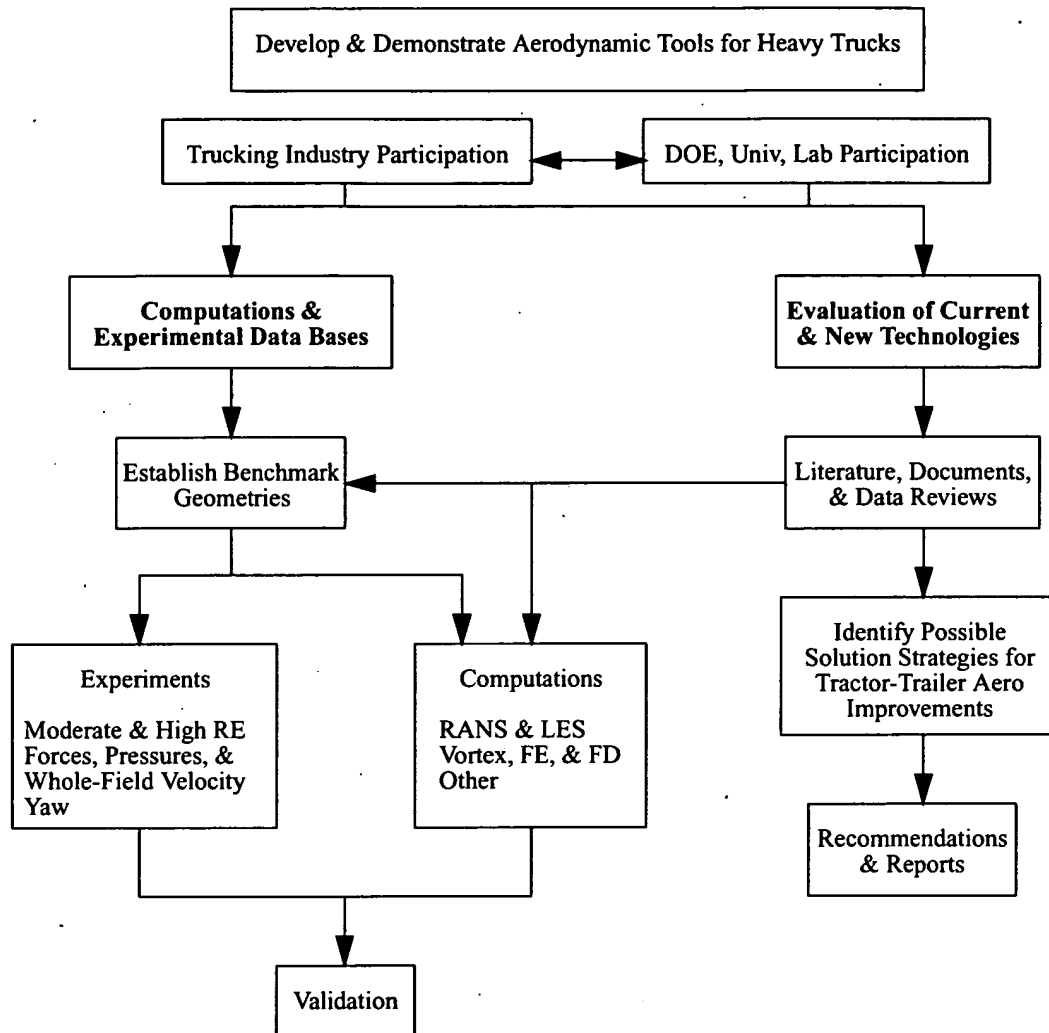 Develop & Demonstrate Aerodynamic Tools for Heavy Trucks
Trucking Industry Participation
DOE, Univ, Lab Participation
Computations &
Experimental Data Bases
Evaluation of Current
& New Technologies
Establish Benchmark
Geometries
Literature, Documents,
& Data Reviews
Experiments
Moderate & High RE
Forces, Pressures, &
Whole-Field Velocity
Yaw
Computations
RANS & LES
Vortex, FE, & FD
Other
Identify Possible
Solution Strategies for
Tractor-Trailer Aero
Improvements
Recommendations
& Reports
Validation